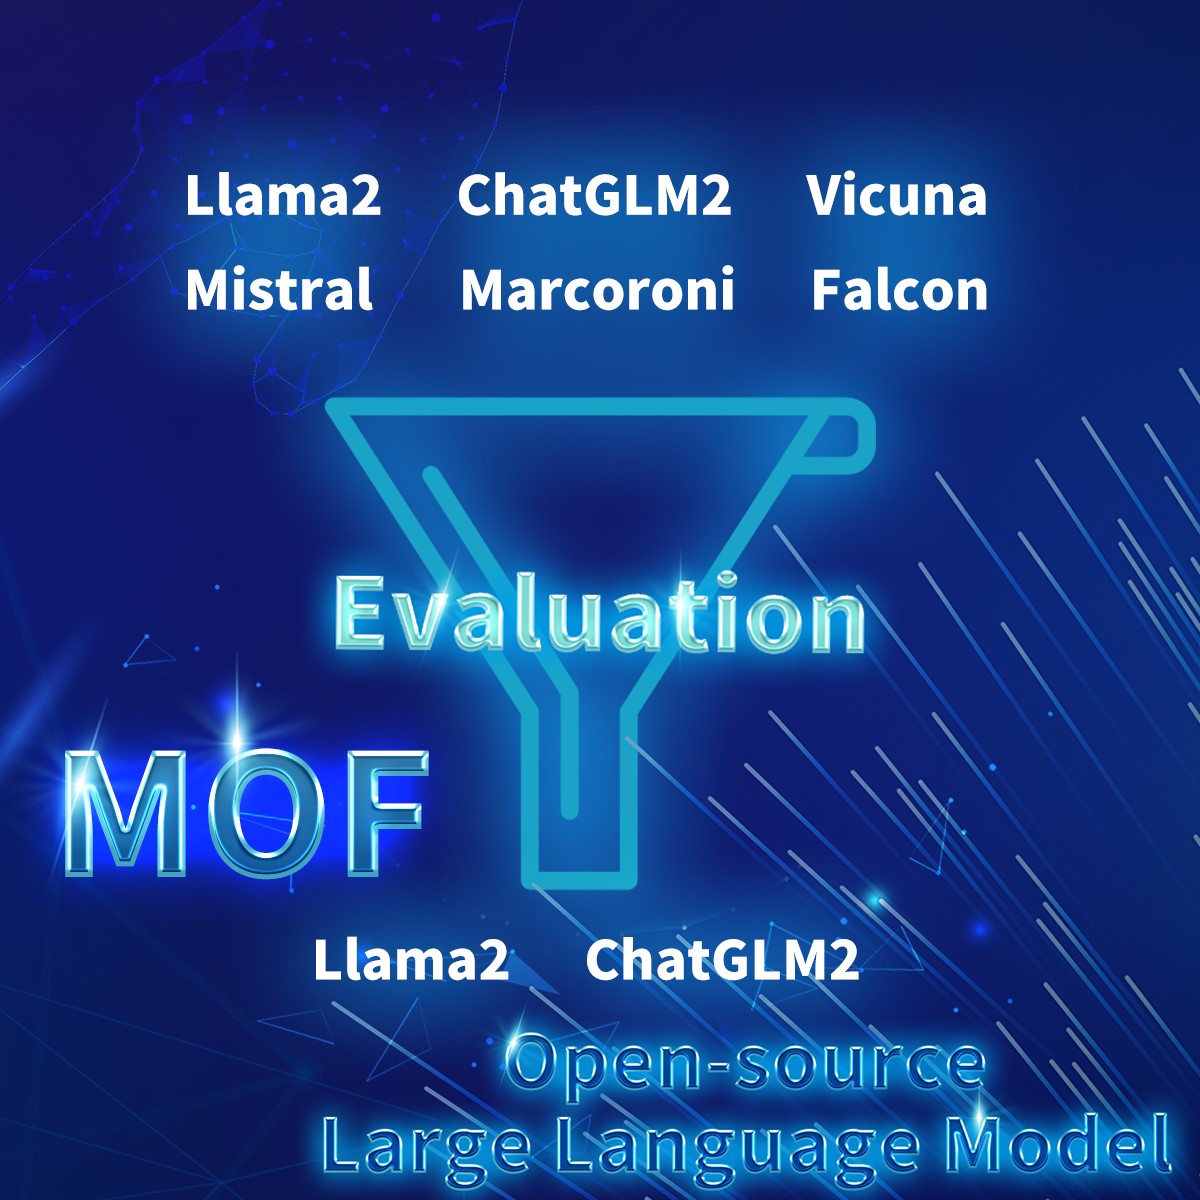 Llama2 ChatGLM2 Vicuna
Mistral Marcoroni Falcon
Evaluation
MOF
Llama2 ChatGLM2
Open-source
Large Language Model